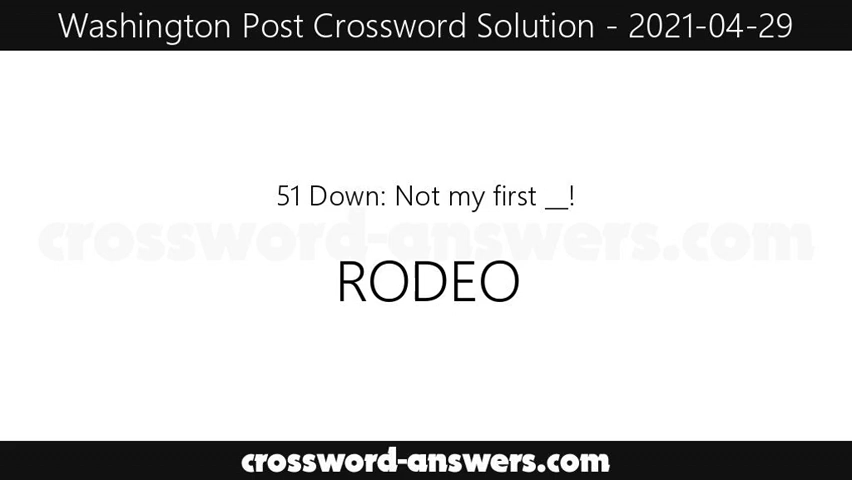 Washington Post Crossword Solution - 2021-04-29
51 Down: Not my first __!
crossword-answers.com
RODEO
crossword-answers.com